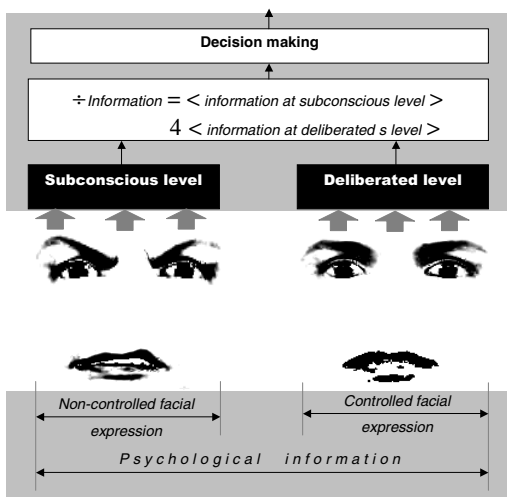 Decision making
÷ Information = < information at subconscious level >
4 < information at deliberated s level >
Subconscious level
Deliberated level
Non-controlled facial
expression
Controlled facial
expression
Psychological information